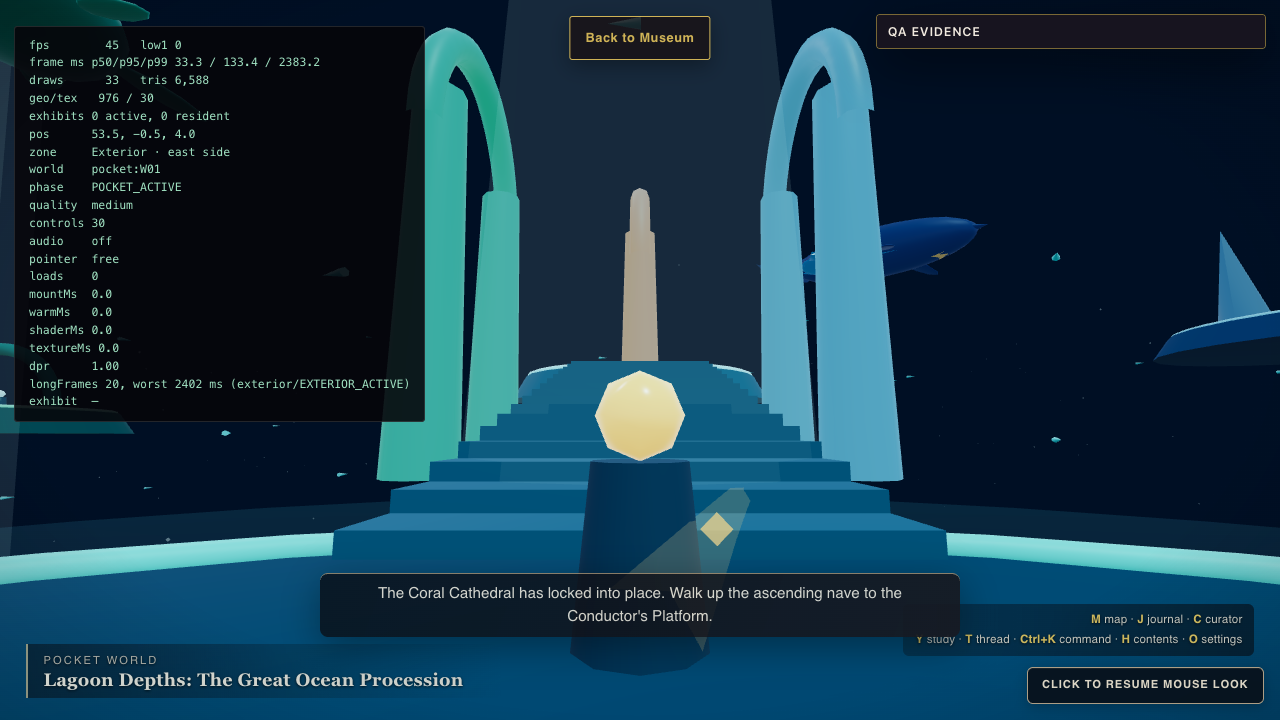 fps 45 low1 0
frame ms p50/p95/p99 33.3 / 133.4 / 2383.2
draws 33 tris 6,588
geo/tex 976 / 30
exhibits 0 active, 0 resident
pos 53.5, −0.5, 4.0
zone Exterior · east side
world pocket:W01
phase POCKET_ACTIVE
quality medium
controls 30
audio off
pointer free
loads 0
mountMs 0.0
warmMs 0.0
shaderMs 0.0
textureMs 0.0
dpr 1.00
longFrames 20, worst 2402 ms (exterior/EXTERIOR_ACTIVE)
exhibit —
Back to Museum
QA EVIDENCE
The Coral Cathedral has locked into place. Walk up the ascending nave to the
Conductor's Platform.
M map · J journal · C curator
Y study · T thread · Ctrl+K command · H contents · O settings
POCKET WORLD
Lagoon Depths: The Great Ocean Procession
CLICK TO RESUME MOUSE LOOK